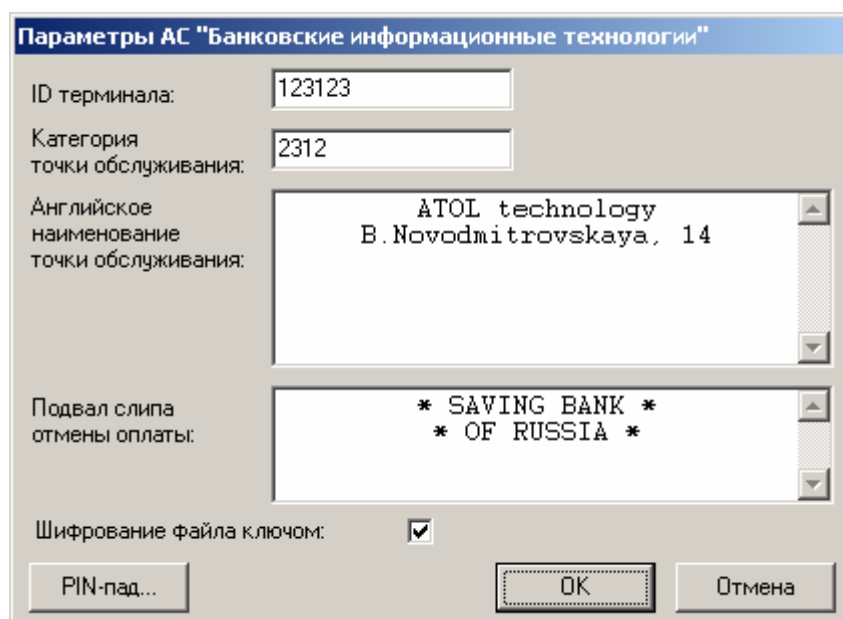 Параметры АС "Банковские информационные технологии"
ID терминала:
123123
Категория
точки обслуживания:
2312
Английское
наименование
точки обслуживания:
ATOL technology
B.Novodmitrovskaya, 14
Подвал слипа
отмены оплаты:
* SAVING BANK *
* OF RUSSIA *
Шифрование файла ключом:
PIN-пад...
OK
Отмена